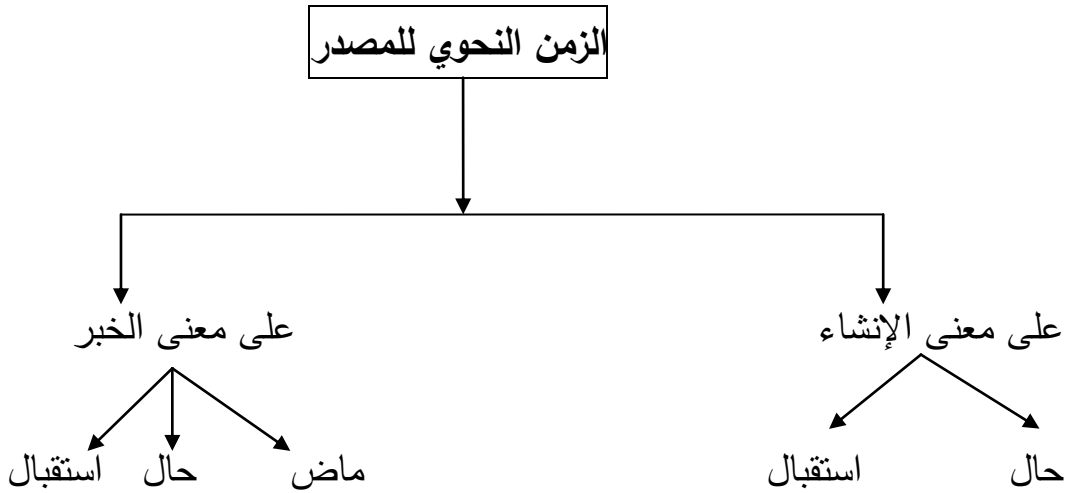 الزمن النحوي للمصدر
على معنى الإنشاء
على معنى الخبر
حال
استقبال
ماض
حال
استقبال